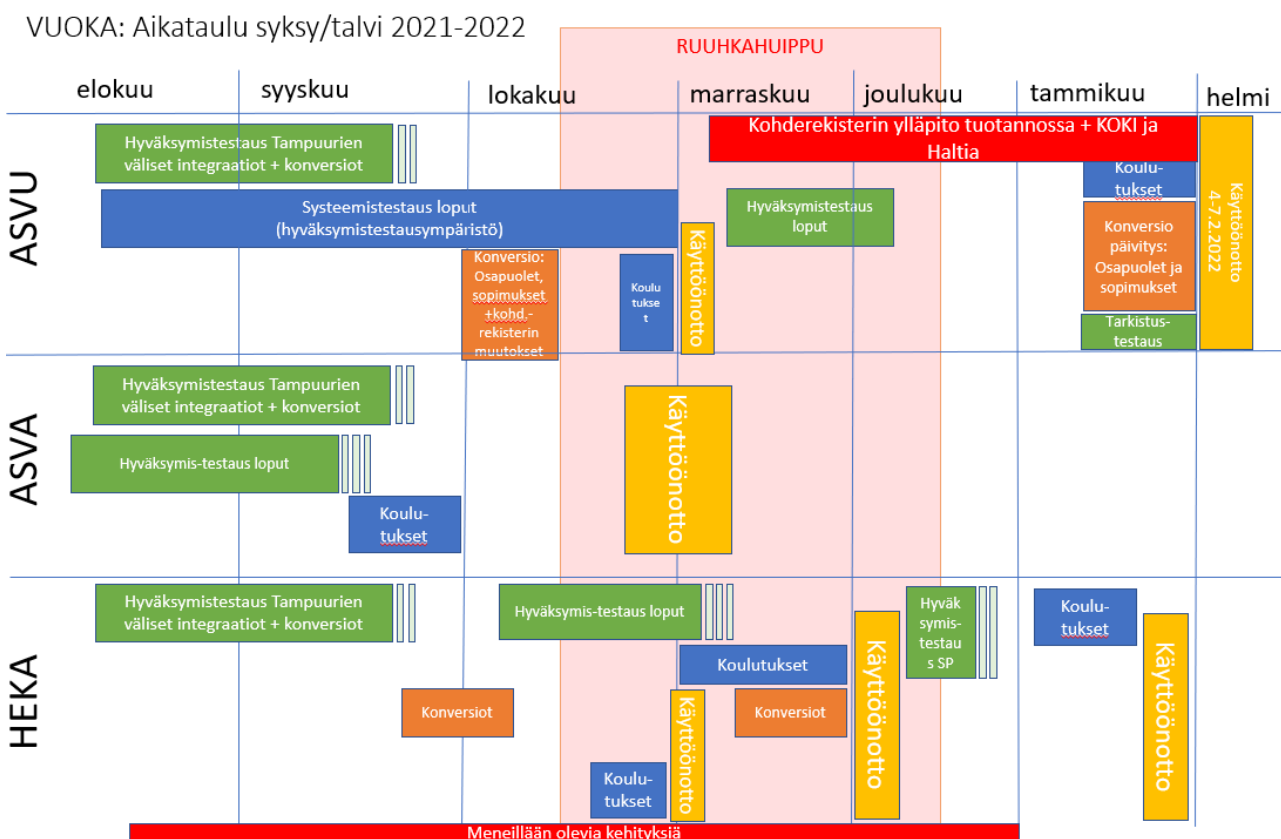 VUOKA: Aikataulu syksy/talvi 2021-2022
RUUHKAHUIPPU
elokuu
syyskuu
lokakuu
marraskuu
joulukuu
tammikuu
helmi
ASVU
Hyväksymistestaus Tampuurien
väliset integraatiot + konversiot
Kohderekisterin ylläpito tuotannossa + KOKI ja
Haltia
Systeemistestaus loput
(hyväksymistestausympäristö)
Konversio:
Osapuolet,
sopimukset
+kohd.-
rekisterin
muutokset
Koulu
tukse
t
Käyttöönotto
Hyväksymistestaus
loput
Koulu-
tukset
Konversio
päivitys:
Osapuolet ja
sopimukset
Tarkistus-
testaus
Käyttöönotto
4-7.2.2022
ASVA
Hyväksymistestaus Tampuurien
väliset integraatiot + konversiot
Hyväksymis-testaus loput
Koulu-
tukset
Käyttöönotto
HEKA
Hyväksymistestaus Tampuurien
väliset integraatiot + konversiot
Hyväksymis-testaus loput
Koulutukset
Konversiot
Konversiot
Koulu-
tukset
Käyttöönotto
Käyttöönotto
Hyväk
symis-
testau
s SP
Koulu-
tukset
Käyttöönotto
Meneillään olevia kehityksiä